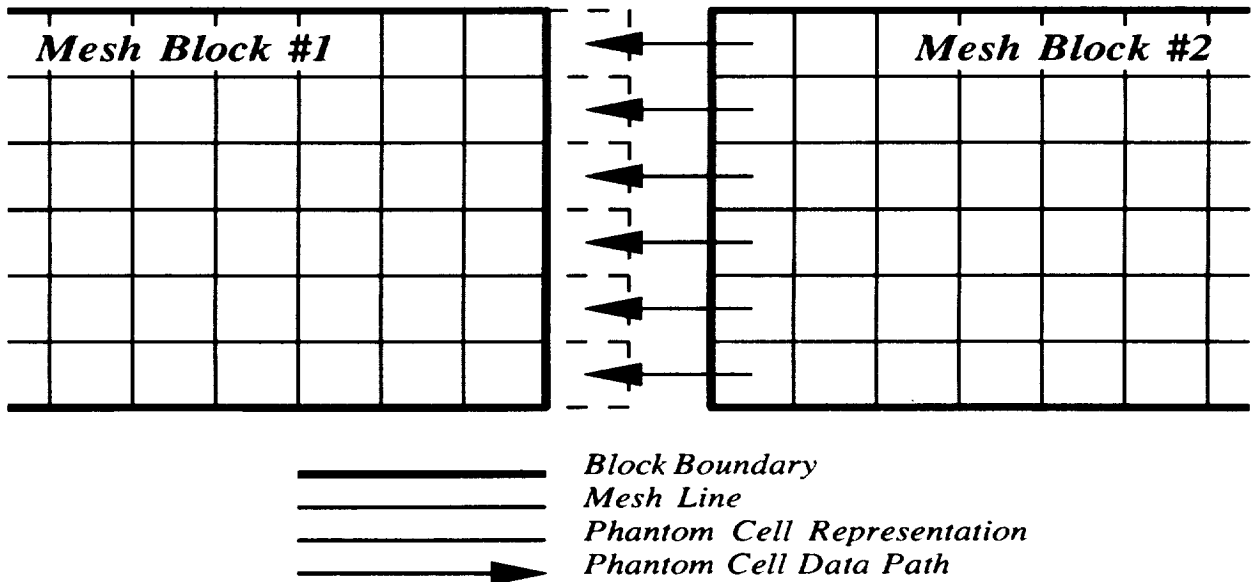 Mesh Block #1
Mesh Block #2
Block Boundary
Mesh Line
Phantom Cell Representation
Phantom Cell Data Path